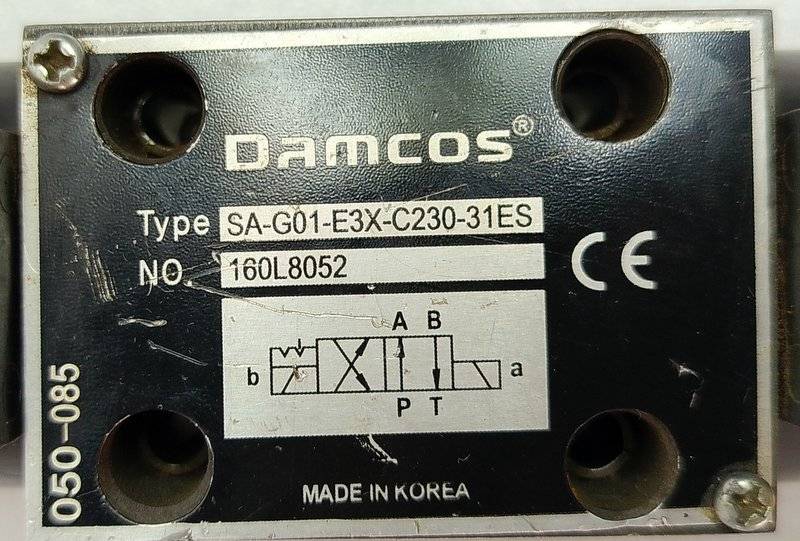 Damcos®
Type SA-G01-E3X-C230-31ES
NO. 160L8052
CE
A B
b a
P T
050-085
MADE IN KOREA